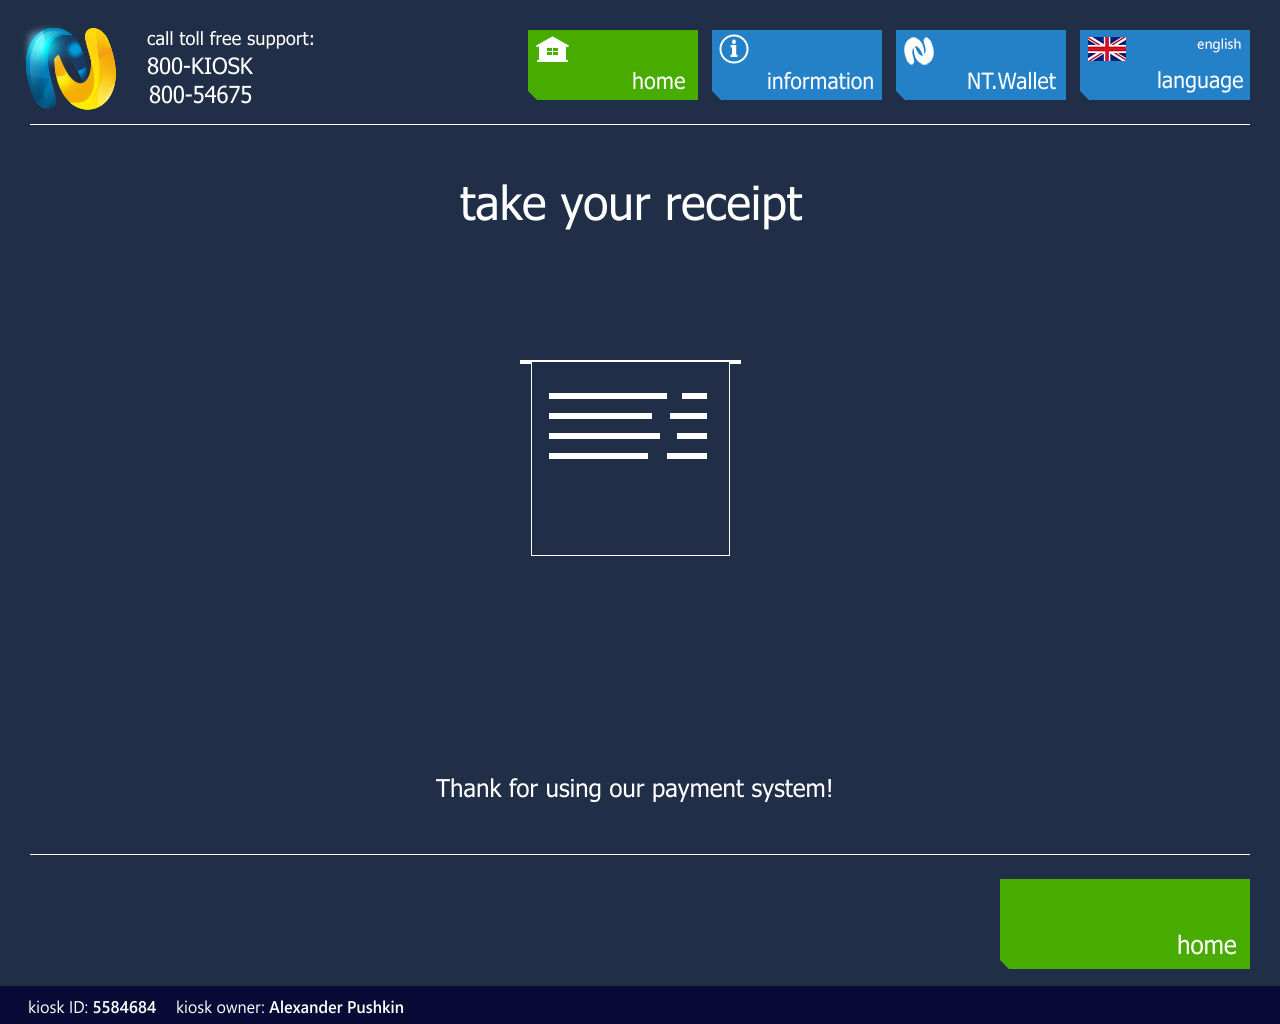 call toll free support:
800-KIOSK
800-54675
home
information
NT.Wallet
english
language
take your receipt
Thank for using our payment system!
home
kiosk ID: 5584684 kiosk owner: Alexander Pushkin